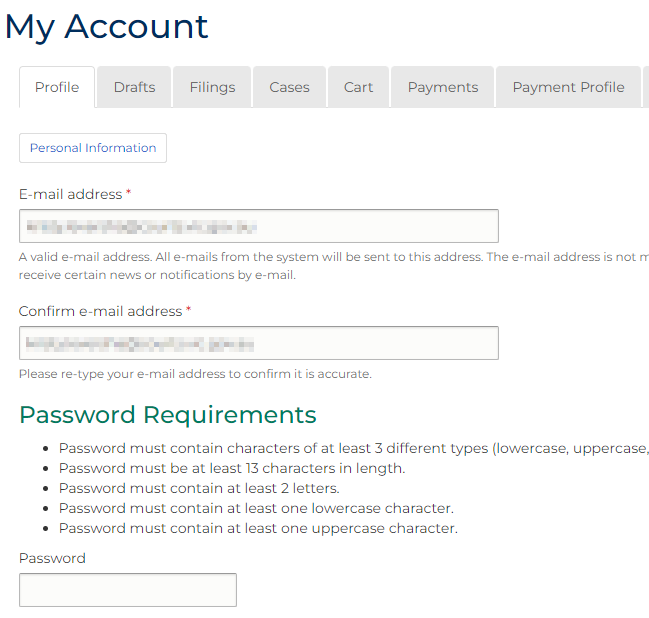 My Account
Profile Drafts Filings Cases Cart Payments Payment Profile
Personal Information
E-mail address *
A valid e-mail address. All e-mails from the system will be sent to this address. The e-mail address is not
receive certain news or notifications by e-mail.
Confirm e-mail address *
Please re-type your e-mail address to confirm it is accurate.
Password Requirements
• Password must contain characters of at least 3 different types (lowercase, uppercase,
• Password must be at least 13 characters in length.
• Password must contain at least 2 letters.
• Password must contain at least one lowercase character.
• Password must contain at least one uppercase character.
Password